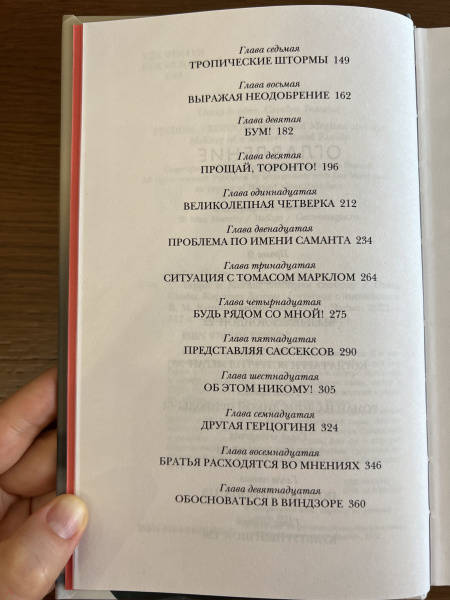 Глава седьмая
ТРОПИЧЕСКИЕ ШТОРМЫ 149
Глава восьмая
ВЫРАЖАЯ НЕОДОБРЕНИЕ 162
Глава девятая
БУМ! 182
Глава десятая
ПРОЩАЙ, ТОРОНТО! 196
Глава одиннадцатая
ВЕЛИКОЛЕПНАЯ ЧЕТВЕРКА 212
Глава двенадцатая
ПРОБЛЕМА ПО ИМЕНИ САМАНТА 234
Глава тринадцатая
СИТУАЦИЯ С ТОМАСОМ МАРКЛОМ 264
Глава четырнадцатая
БУДЬ РЯДОМ СО МНОЙ! 275
Глава пятнадцатая
ПРЕДСТАВЛЯЯ САССЕКСОВ 290
Глава шестнадцатая
ОБ ЭТОМ НИКОМУ! 305
Глава семнадцатая
ДРУГАЯ ГЕРЦОГИНЯ 324
Глава восемнадцатая
БРАТЬЯ РАСХОДЯТСЯ ВО МНЕНИЯХ 346
Глава девятнадцатая
ОБОСНОВАТЬСЯ В ВИНДЗОРЕ 360